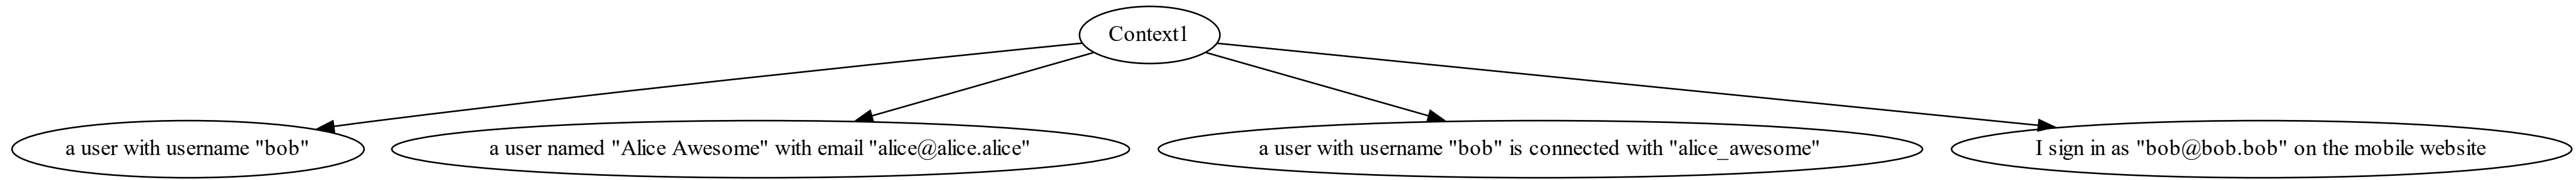 Context1
a user with username "bob"
a user named "Alice Awesome" with email "alice@alice.alice"
a user with username "bob" is connected with "alice_awesome"
I sign in as "bob@bob.bob" on the mobile website